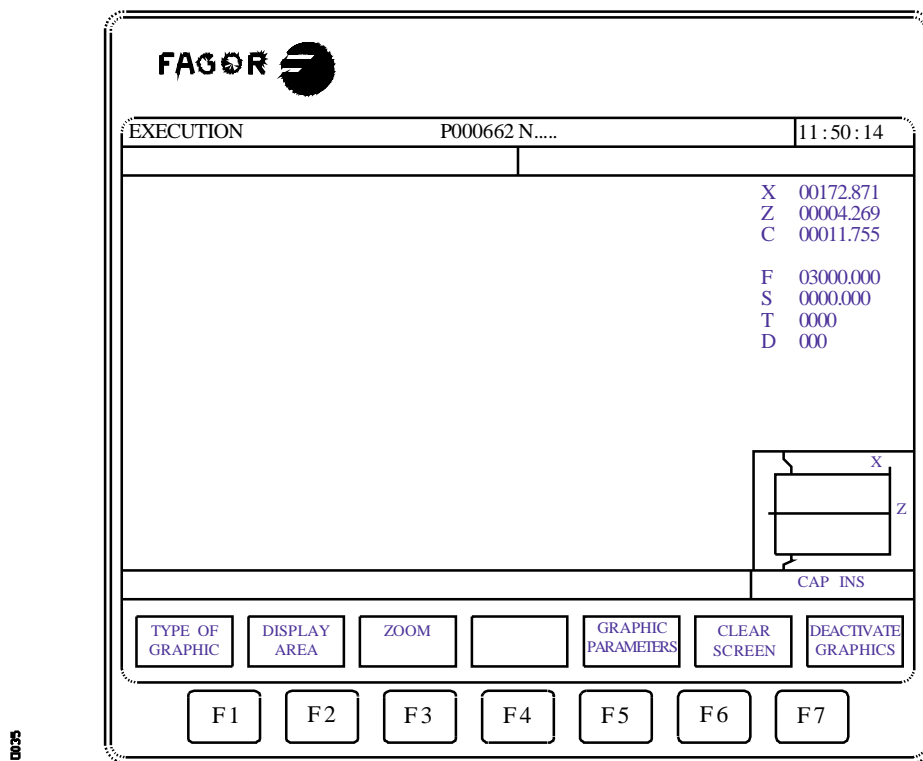 FAGOR
EXECUTION P000662 N..... 11:50:14
X 00172.871
Z 00004.269
C 00011.755
F 03000.000
S 0000.000
T 0000
D 000
X
Z
CAP INS
TYPE OF GRAPHIC
DISPLAY AREA
ZOOM
GRAPHIC PARAMETERS
CLEAR SCREEN
DEACTIVATE GRAPHICS
F1 F2 F3 F4 F5 F6 F7